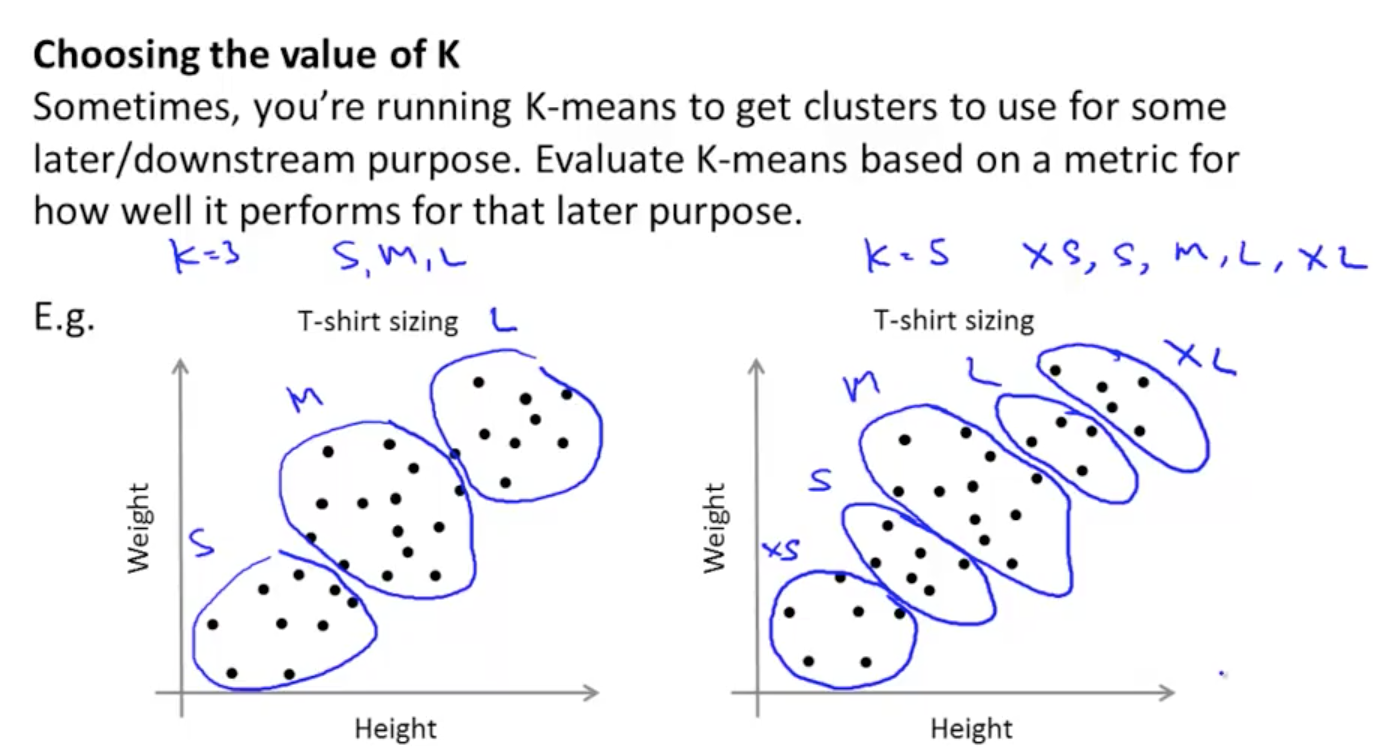 Choosing the value of K
Sometimes, you're running K-means to get clusters to use for some
later/downstream purpose. Evaluate K-means based on a metric for
how well it performs for that later purpose.
K=3 S, M, L
K=5 XS, S, M, L, XL
E.g.
T-shirt sizing
L
M
S
Weight
Height
T-shirt sizing
XL
L
M
S
XS
Weight
Height